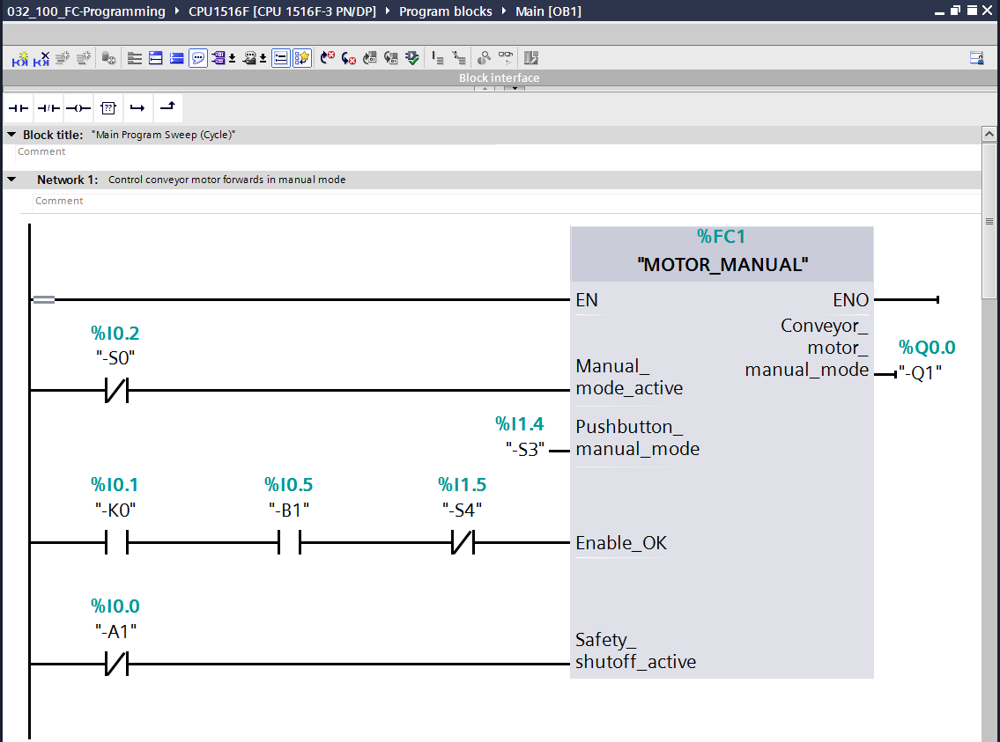 032_100_FC-Programming ▸ CPU1516F [CPU 1516F-3 PN/DP] ▸ Program blocks ▸ Main [OB1]
Block interface
??
Block title: "Main Program Sweep (Cycle)"
Comment
Network 1: Control conveyor motor forwards in manual mode
Comment
%FC1
"MOTOR_MANUAL"
EN
ENO
%I0.2
"-S0"
Manual_
mode_active
Conveyor_
motor_
manual_mode
%Q0.0
"-Q1"
%I1.4
"-S3"
Pushbutton_
manual_mode
%I0.1
"-K0"
%I0.5
"-B1"
%I1.5
"-S4"
Enable_OK
%I0.0
"-A1"
Safety_
shutoff_active